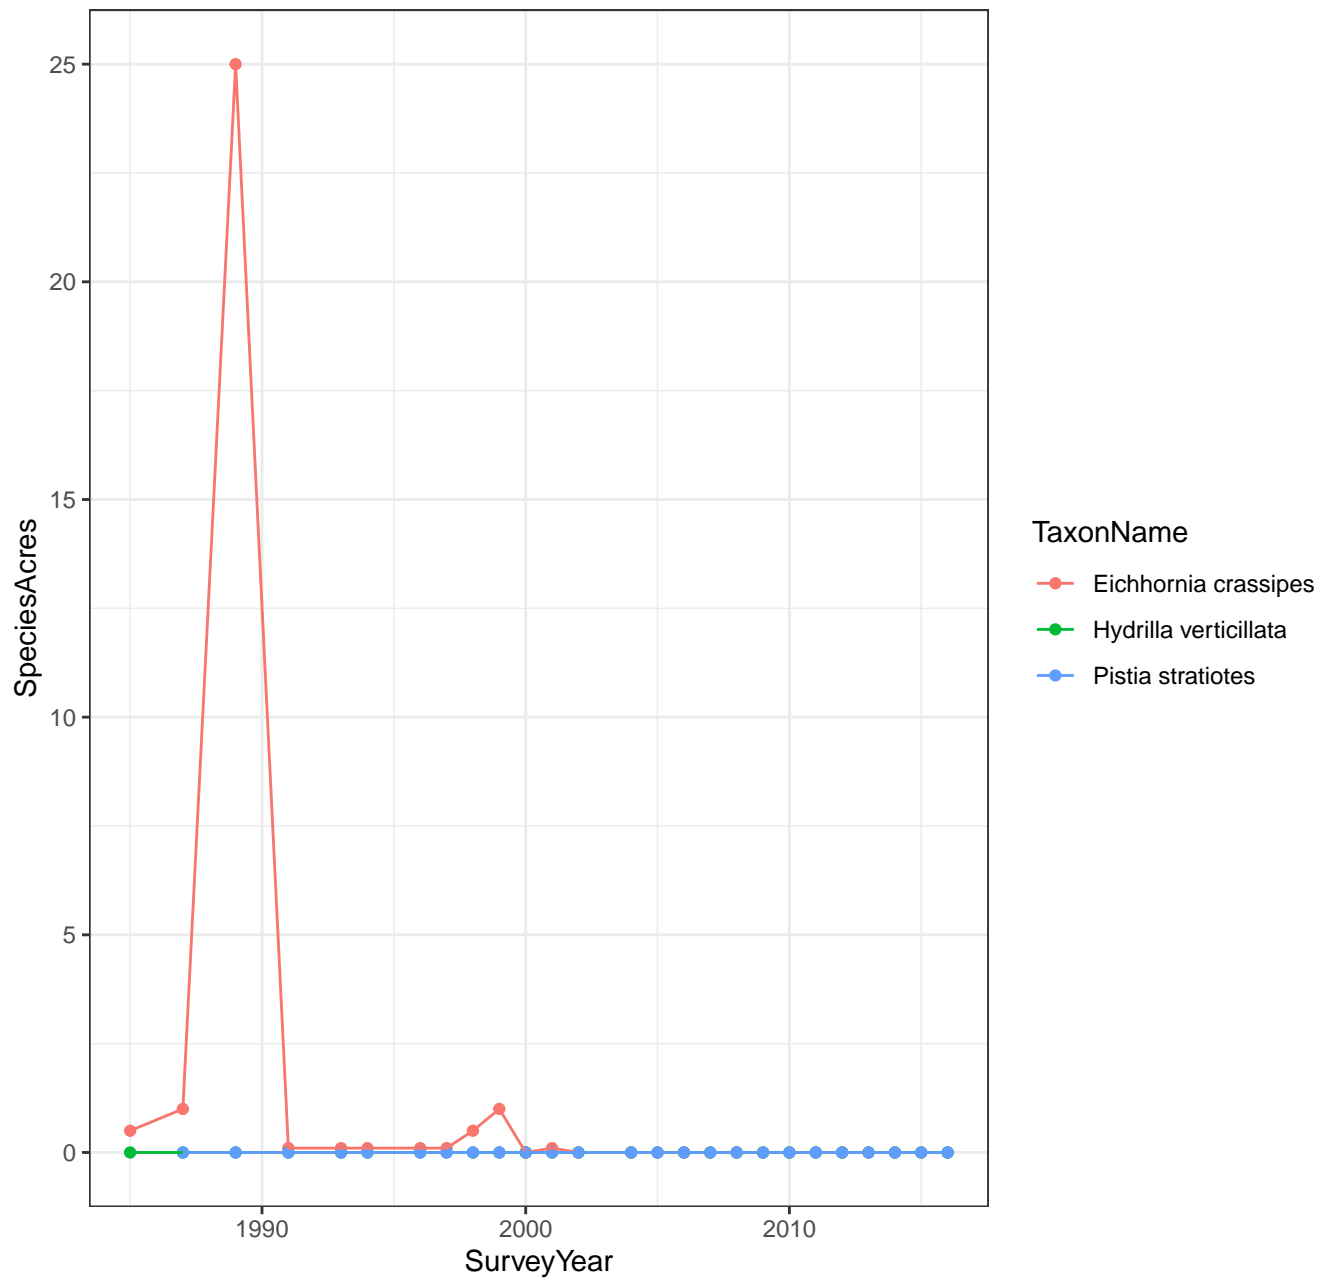 25
20
15
10
5
0
SpeciesAcres
1990
2000
2010
SurveyYear
TaxonName
Eichhornia crassipes
Hydrilla verticillata
Pistia stratiotes